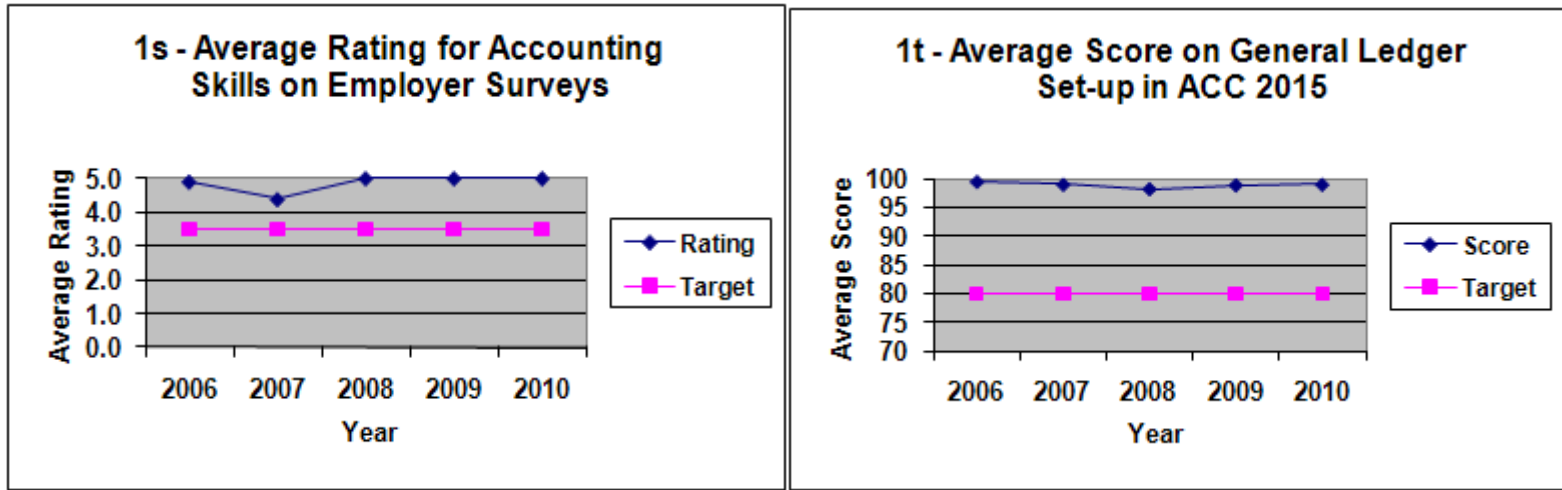 1s - Average Rating for Accounting
Skills on Employer Surveys
Average Rating
5.0
4.0
3.0
2.0
1.0
0.0
2006 2007 2008 2009 2010
Year
Rating
Target
1t - Average Score on General Ledger
Set-up in ACC 2015
Average Score
100
95
90
85
80
75
70
2006 2007 2008 2009 2010
Year
Score
Target